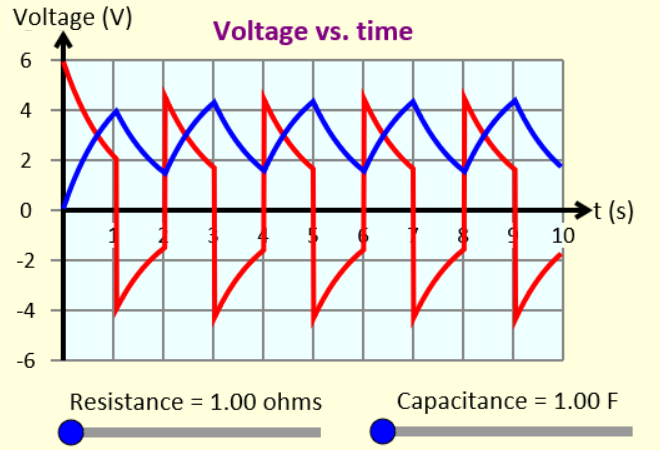 Voltage (V)
Voltage vs. time
6
4
2
0
-2
-4
-6
1 2 3 4 5 6 7 8 9 10
t (s)
Resistance = 1.00 ohms
Capacitance = 1.00 F